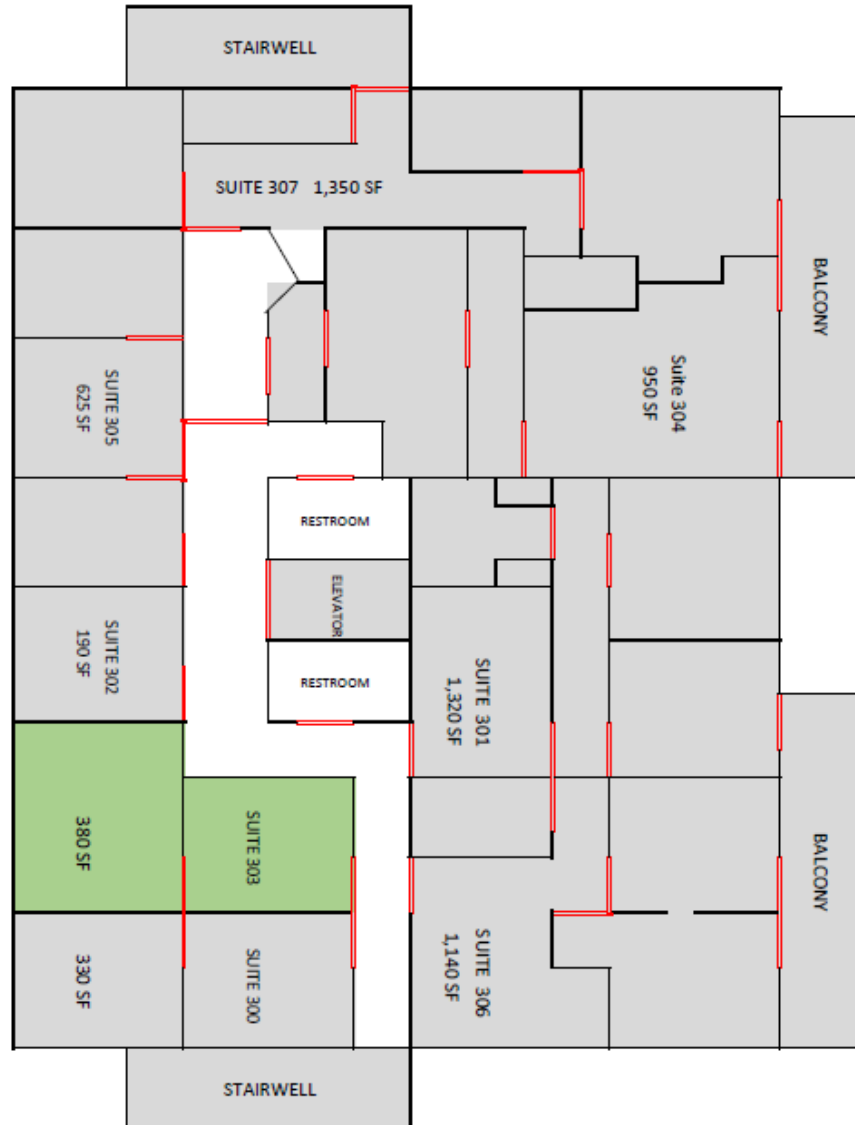 STAIRWELL
SUITE 307   1,350 SF
BALCONY
Suite 304
950 SF
SUITE 305
625 SF
RESTROOM
ELEVATOR
SUITE 302
190 SF
RESTROOM
SUITE 301
1,320 SF
380 SF
SUITE 303
BALCONY
330 SF
SUITE 300
SUITE 306
1,140 SF
STAIRWELL